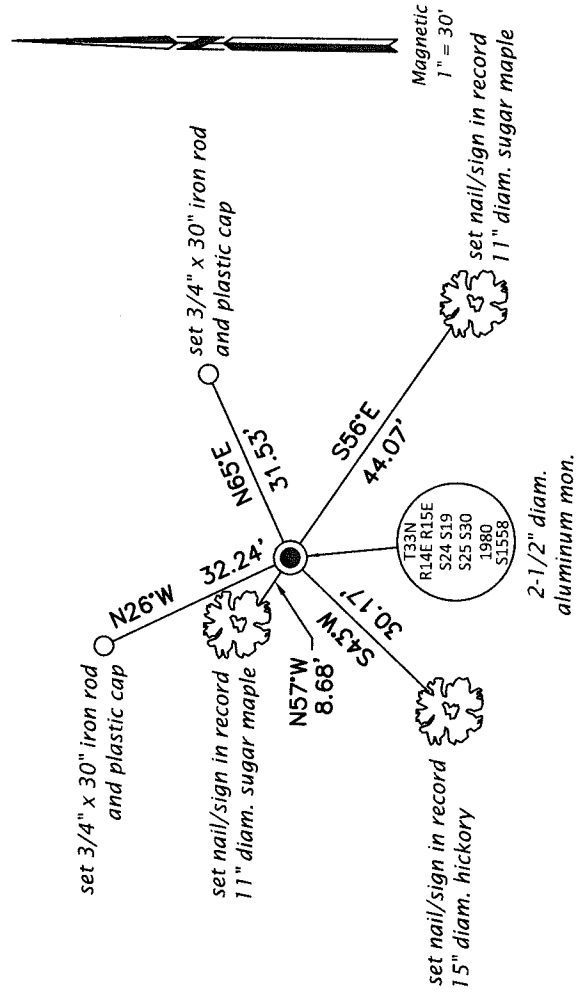 set 3/4" x 30" iron rod
and plastic cap
N26°W
32.24'
set 3/4" x 30" iron rod
and plastic cap
N65°E
31.53'
set nail/sign in record
11" diam. sugar maple
N57°W
8.68'
S56°E
44.07'
set nail/sign in record
11" diam. sugar maple
S43°W
30.17'
set nail/sign in record
15" diam. hickory
T33N
R14E R15E
S24 S19
S25 S30
1980
S1558
2-1/2" diam.
aluminum mon.
N
Magnetic
1" = 30'